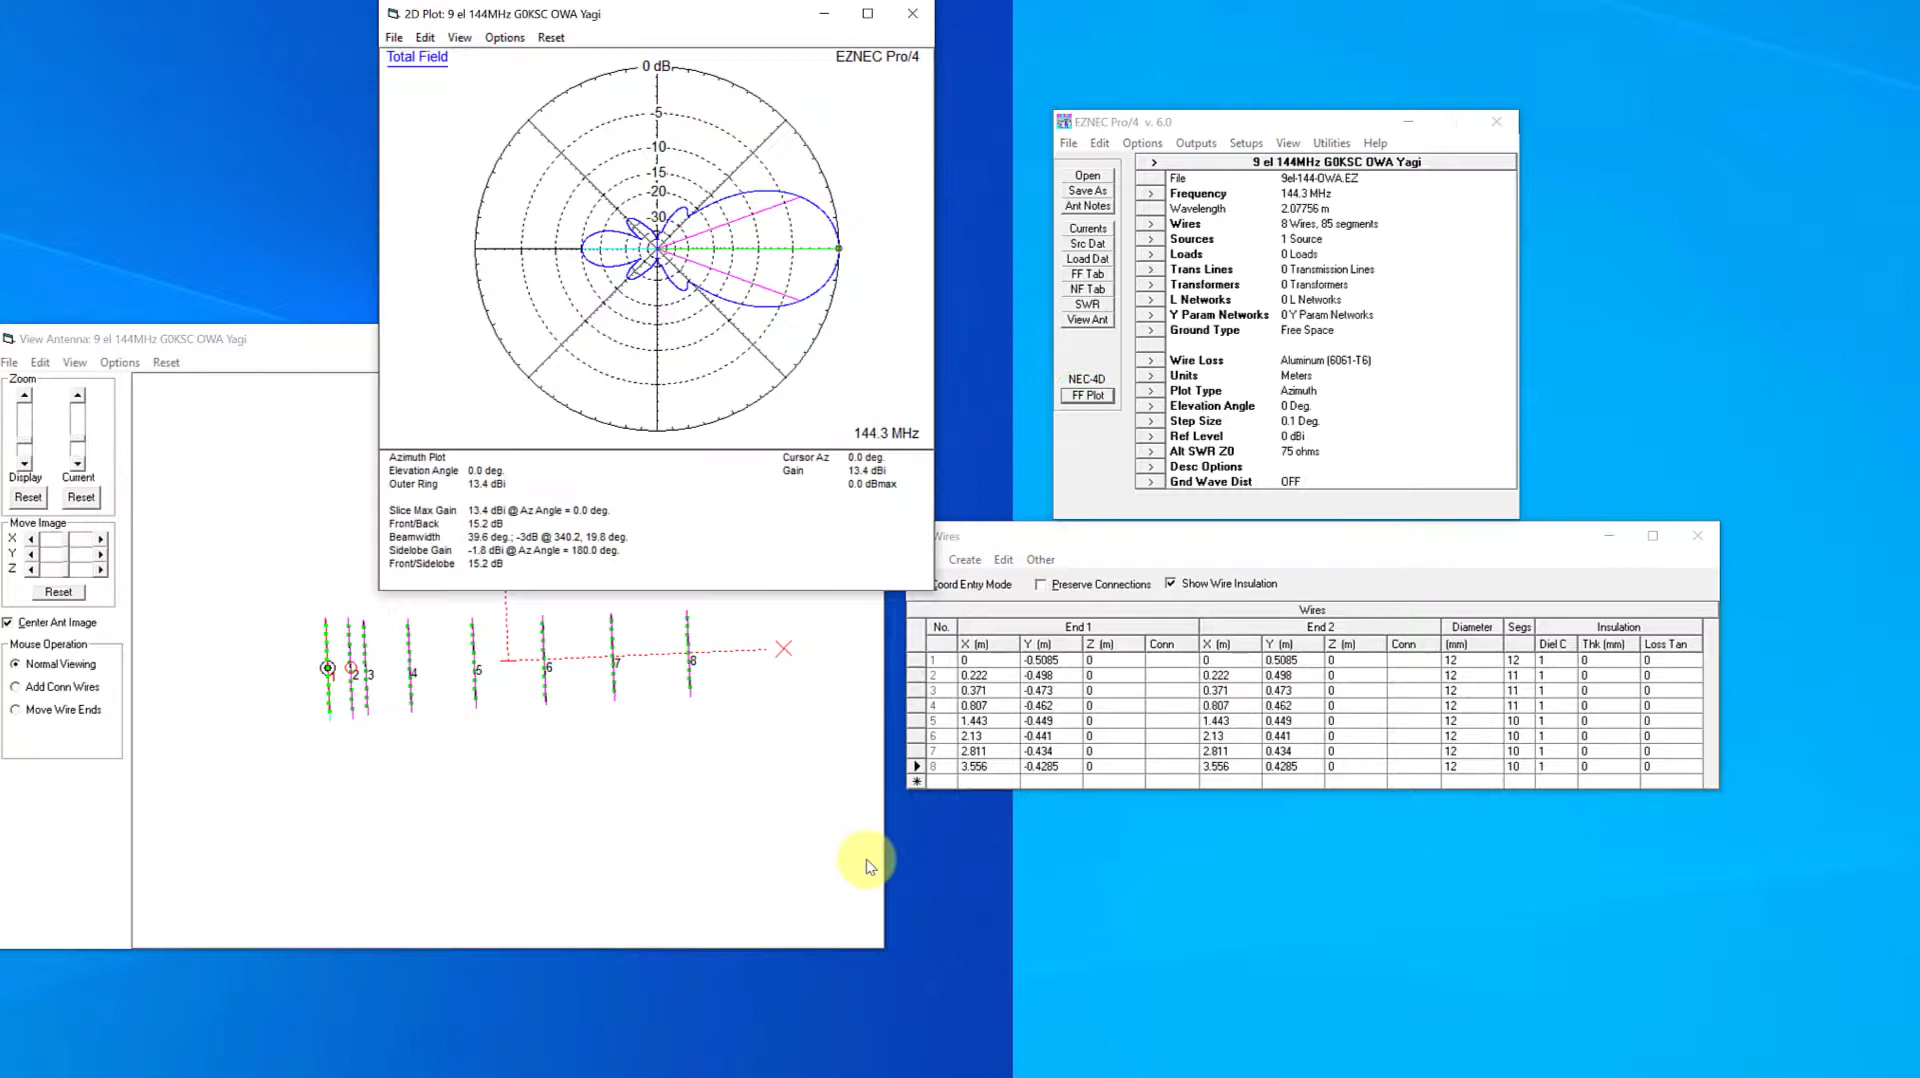 2D Plot: 9 el 144MHz G0KSC OWA Yagi
File Edit View Options Reset
Total Field
EZNEC Pro/4
0 dB
-5
-10
-15
-20
-30
144.3 MHz
Azimuth Plot
Elevation Angle 0.0 deg.
Outer Ring 13.4 dBi
Cursor Az 0.0 deg.
Gain 13.4 dBi
0.0 dBmax
Slice Max Gain 13.4 dBi @ Az Angle = 0.0 deg.
Front/Back 15.2 dB
Beamwidth 39.6 deg.; -3dB @ 340.2, 19.8 deg.
Sidelobe Gain -1.8 dBi @ Az Angle = 180.0 deg.
Front/Sidelobe 15.2 dB
View Antenna: 9 el 144MHz G0KSC OWA Yagi
File Edit View Options Reset
Zoom
Display Current
Reset Reset
Move Image
X
Y
Z
Reset
Center Ant Image
Mouse Operation
Normal Viewing
Add Conn Wires
Move Wire Ends
2 3 4 5 6 7 8
EZNEC Pro/4 v. 6.0
File Edit Options Outputs Setups View Utilities Help
Open
Save As
Ant Notes
Currents
Src Dat
Load Dat
FF Tab
NF Tab
SWR
View Ant
NEC-4D
FF Plot
> 9 el 144MHz G0KSC OWA Yagi
File 9el-144-OWA.EZ
> Frequency 144.3 MHz
Wavelength 2.07756 m
> Wires 8 Wires, 85 segments
> Sources 1 Source
> Loads 0 Loads
> Trans Lines 0 Transmission Lines
> Transformers 0 Transformers
> L Networks 0 L Networks
> Y Param Networks 0 Y Param Networks
> Ground Type Free Space
> Wire Loss Aluminum (6061-T6)
> Units Meters
> Plot Type Azimuth
> Elevation Angle 0 Deg.
> Step Size 0.1 Deg.
> Ref Level 0 dBi
> Alt SWR Z0 75 ohms
> Desc Options
> Gnd Wave Dist OFF
Wires
Create Edit Other
Coord Entry Mode Preserve Connections Show Wire Insulation
Wires
No. End 1 End 2 Diameter Segs Insulation
X (m) Y (m) Z (m) Conn X (m) Y (m) Z (m) Conn (mm) Diel C Thk (mm) Loss Tan
1 0 -0.5085 0 0 0.5085 0 12 12 1 0 0
2 0.222 -0.498 0 0.222 0.498 0 12 11 1 0 0
3 0.371 -0.473 0 0.371 0.473 0 12 11 1 0 0
4 0.807 -0.462 0 0.807 0.462 0 12 11 1 0 0
5 1.443 -0.449 0 1.443 0.449 0 12 10 1 0 0
6 2.13 -0.441 0 2.13 0.441 0 12 10 1 0 0
7 2.811 -0.434 0 2.811 0.434 0 12 10 1 0 0
8 3.556 -0.4285 0 3.556 0.4285 0 12 10 1 0 0
*